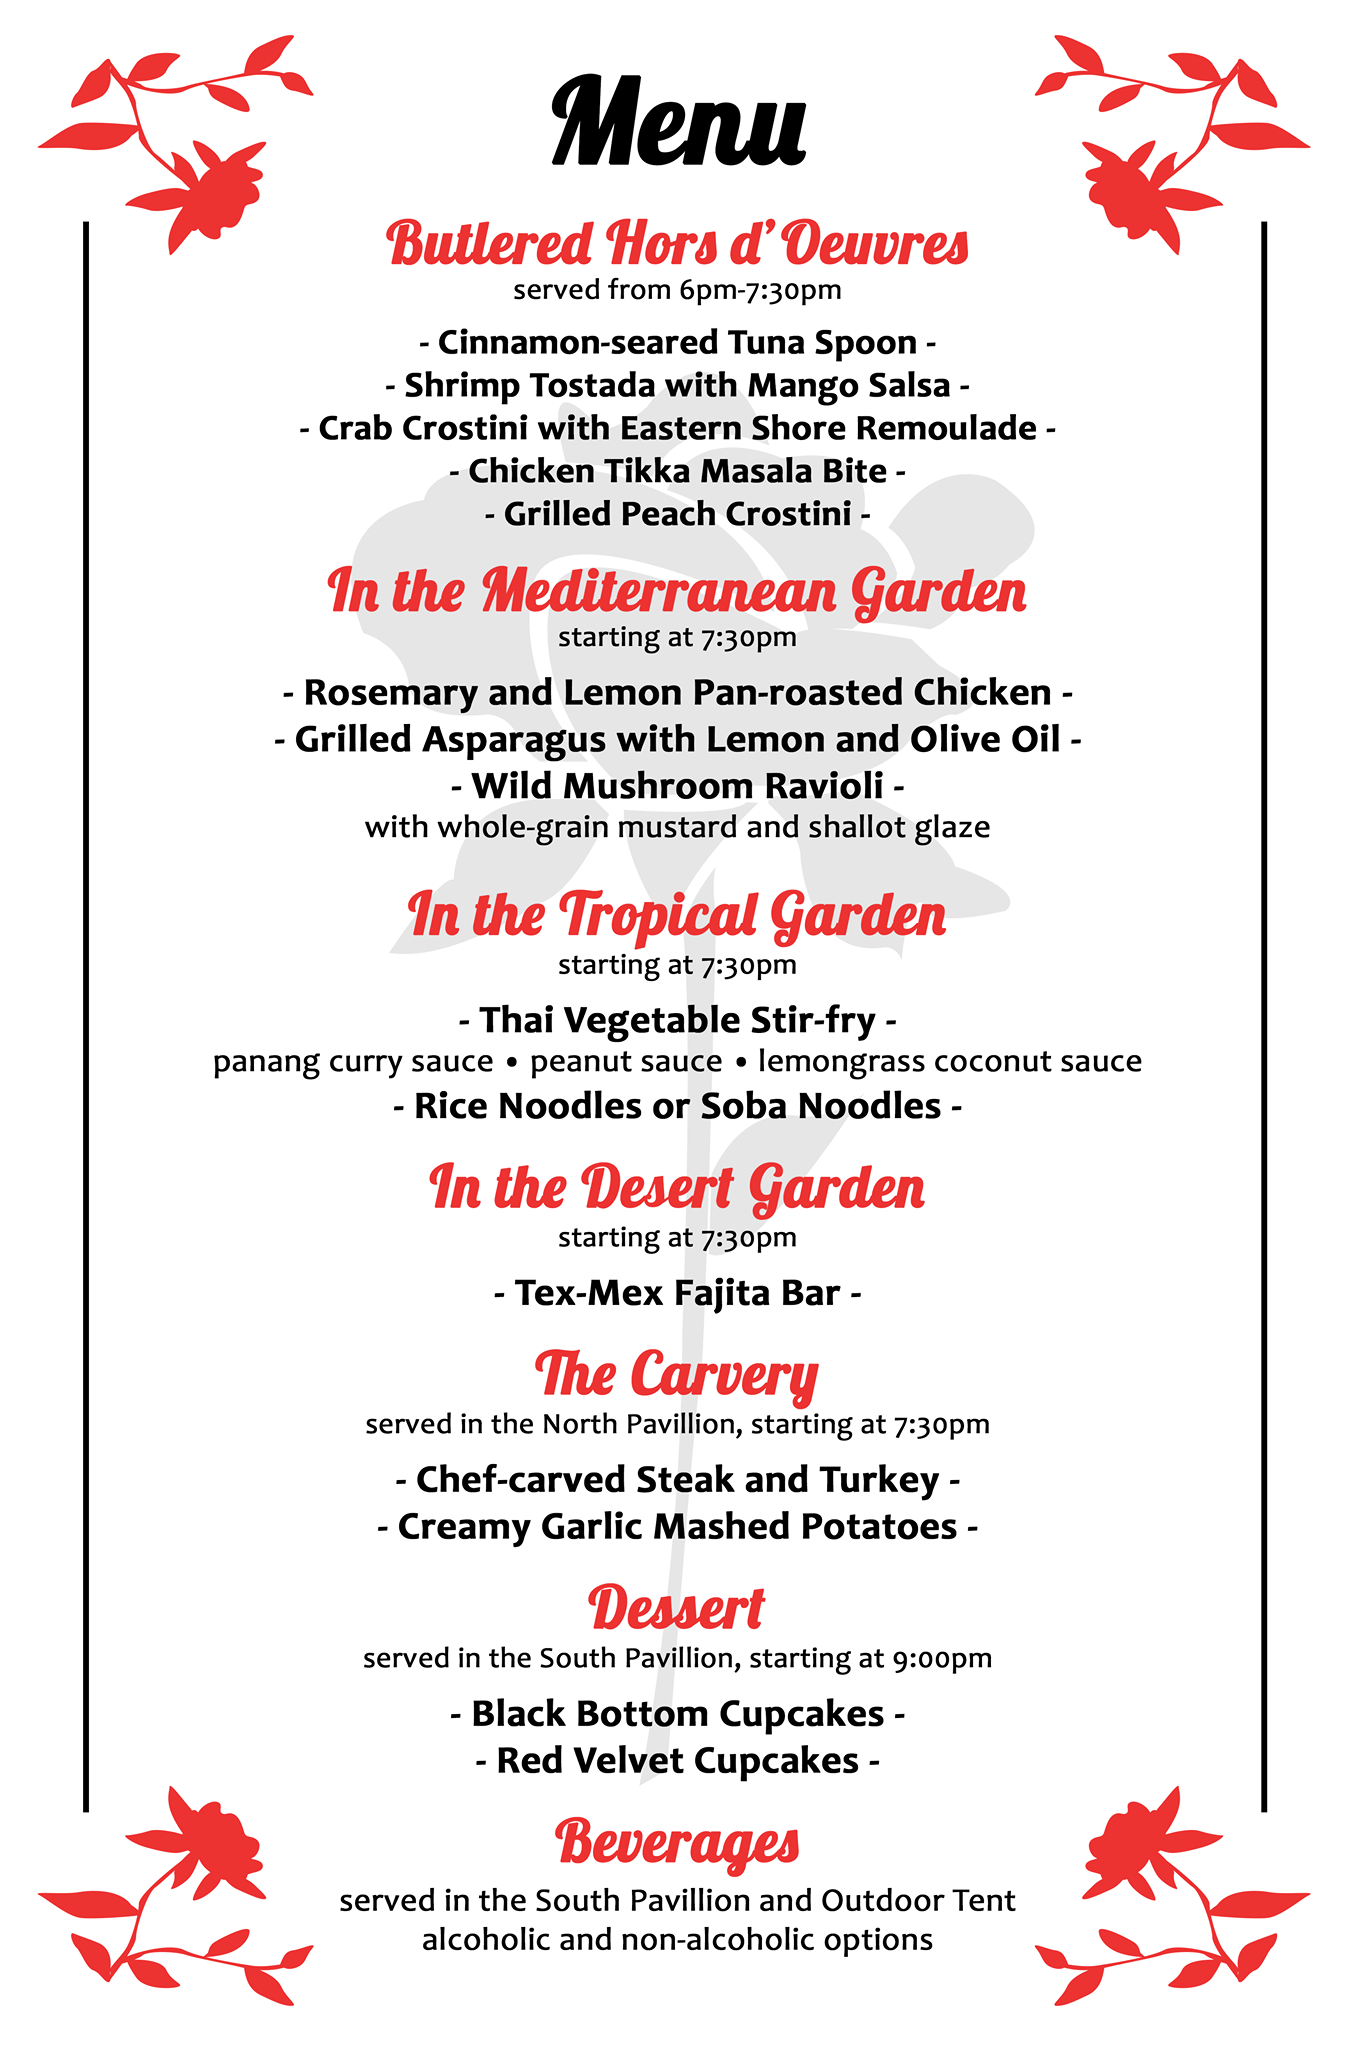 Menu
Butlered Hors d'Oeuvres
served from 6pm-7:30pm
- Cinnamon-seared Tuna Spoon -
- Shrimp Tostada with Mango Salsa -
- Crab Crostini with Eastern Shore Remoulade -
- Chicken Tikka Masala Bite -
- Grilled Peach Crostini -
In the Mediterranean Garden
starting at 7:30pm
- Rosemary and Lemon Pan-roasted Chicken -
- Grilled Asparagus with Lemon and Olive Oil -
- Wild Mushroom Ravioli -
with whole-grain mustard and shallot glaze
In the Tropical Garden
starting at 7:30pm
- Thai Vegetable Stir-fry -
panang curry sauce • peanut sauce • lemongrass coconut sauce
- Rice Noodles or Soba Noodles -
In the Desert Garden
starting at 7:30pm
- Tex-Mex Fajita Bar -
The Carvery
served in the North Pavillion, starting at 7:30pm
- Chef-carved Steak and Turkey -
- Creamy Garlic Mashed Potatoes -
Dessert
served in the South Pavillion, starting at 9:00pm
- Black Bottom Cupcakes -
- Red Velvet Cupcakes -
Beverages
served in the South Pavillion and Outdoor Tent
alcoholic and non-alcoholic options